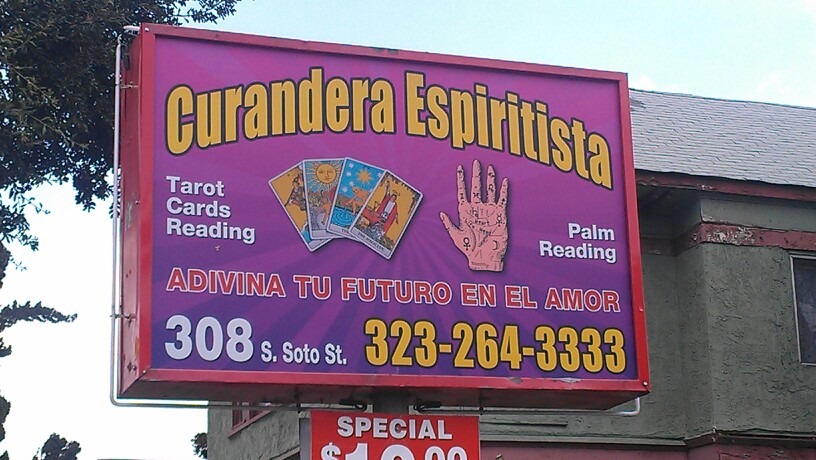 Curandera Espiritista
Tarot
Cards
Reading
Palm
Reading
ADIVINA TU FUTURO EN EL AMOR
308 S. Soto St. 323-264-3333
SPECIAL